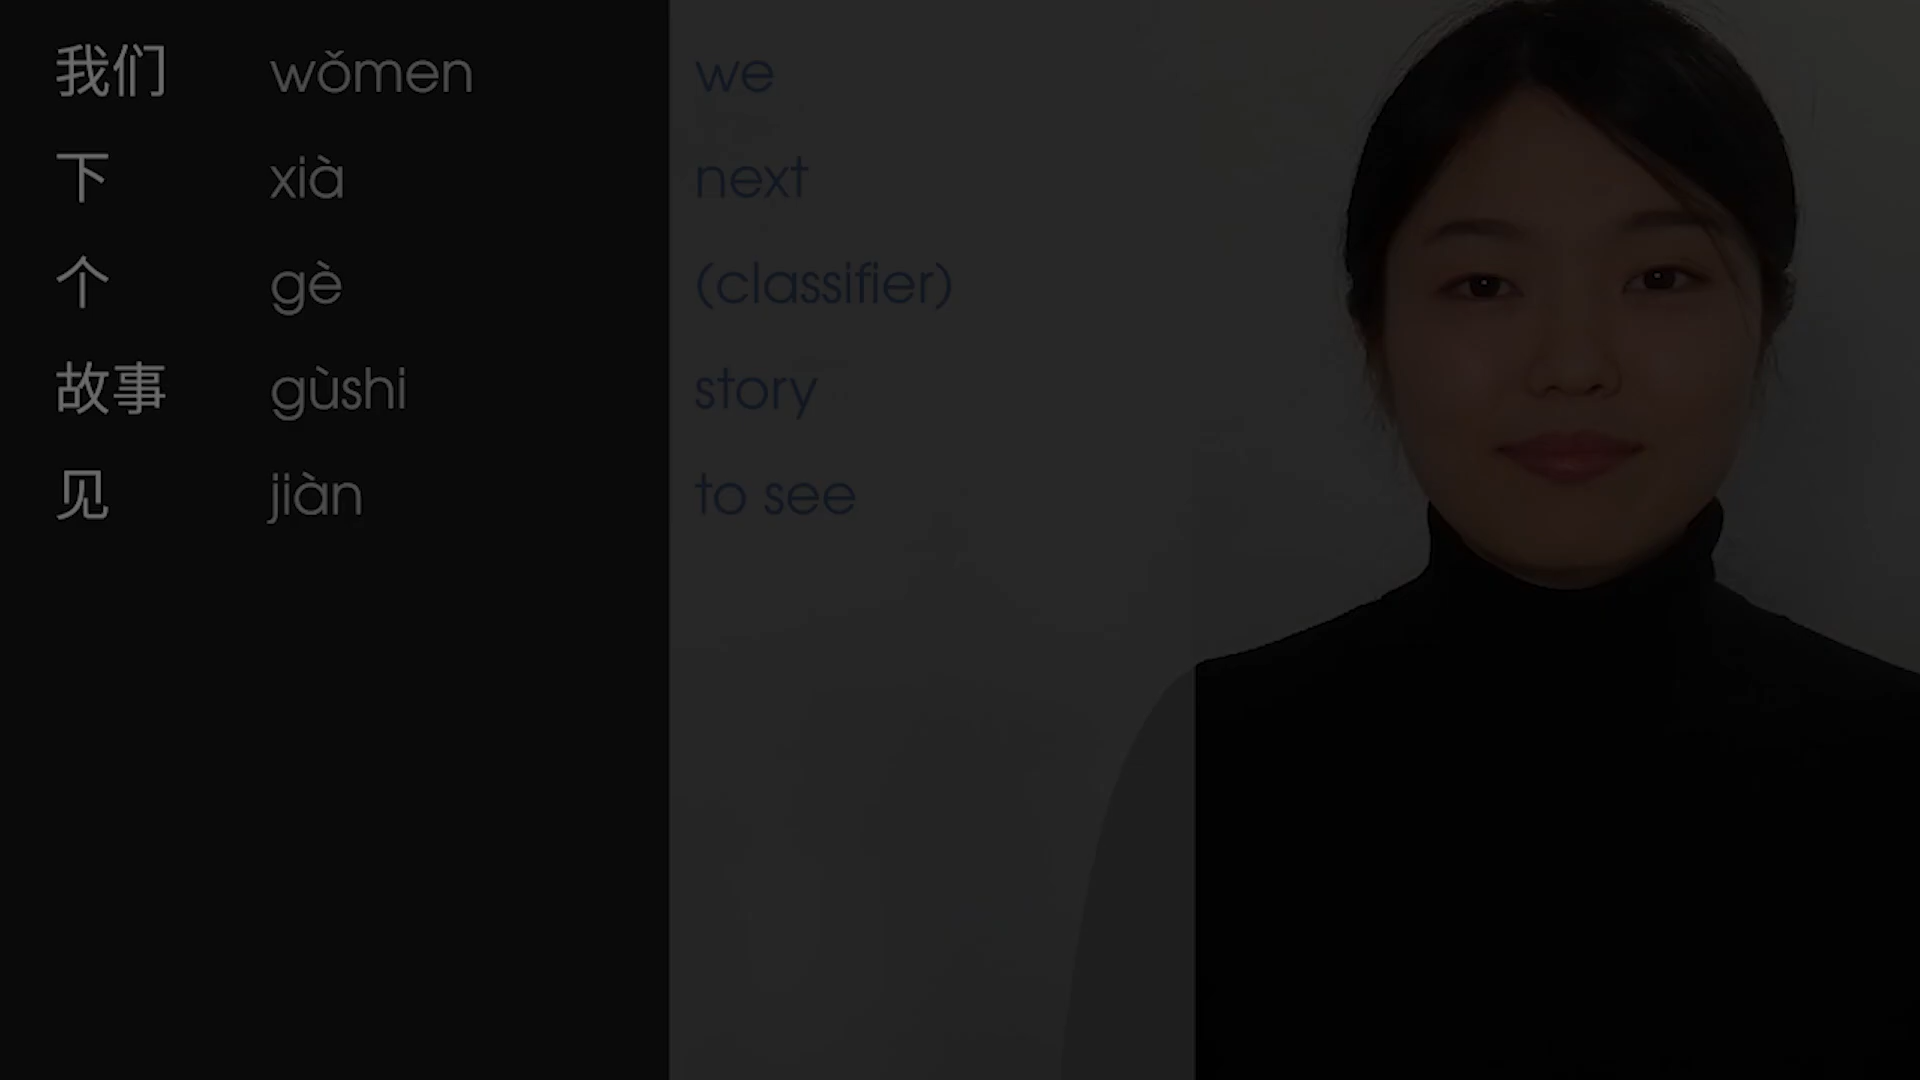 我们 wǒmen we
下 xià next
个 gè (classifier)
故事 gùshi story
见 jiàn to see